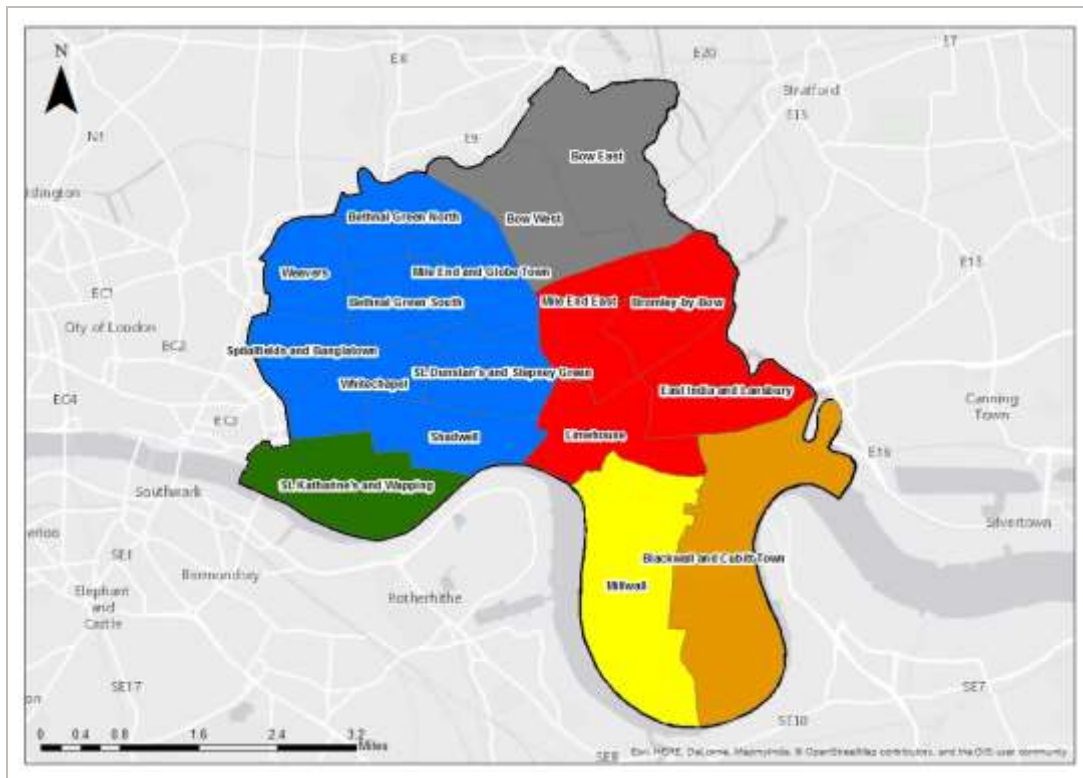 N
E8
E20
E7
Stratford
E15
N1
E9
Bow East
Bethnal Green North
Bow West
Weavers
Mile End and Globe Town
E13
EC1
Bethnal Green South
Mile End East
Bromley-by-Bow
City of London
EC2
Spitalfields and Banglatown
St. Dunstan's and Stepney Green
Whitechapel
East India and Lansbury
EC4
Canning
Town
EC3
Shadwell
Limehouse
E16
St. Katharine's and Wapping
Southwark
Silvertown
SE1
Bermondsey
Blackwall and Cubitt Town
Millwall
Elephant
and
Castle
Rotherhithe
SE17
SE7
SE10
0 0.4 0.8 1.6 2.4 3.2
Miles
SE8
Esri, HERE, DeLorme, MapmyIndia, © OpenStreetMap contributors, and the GIS user community